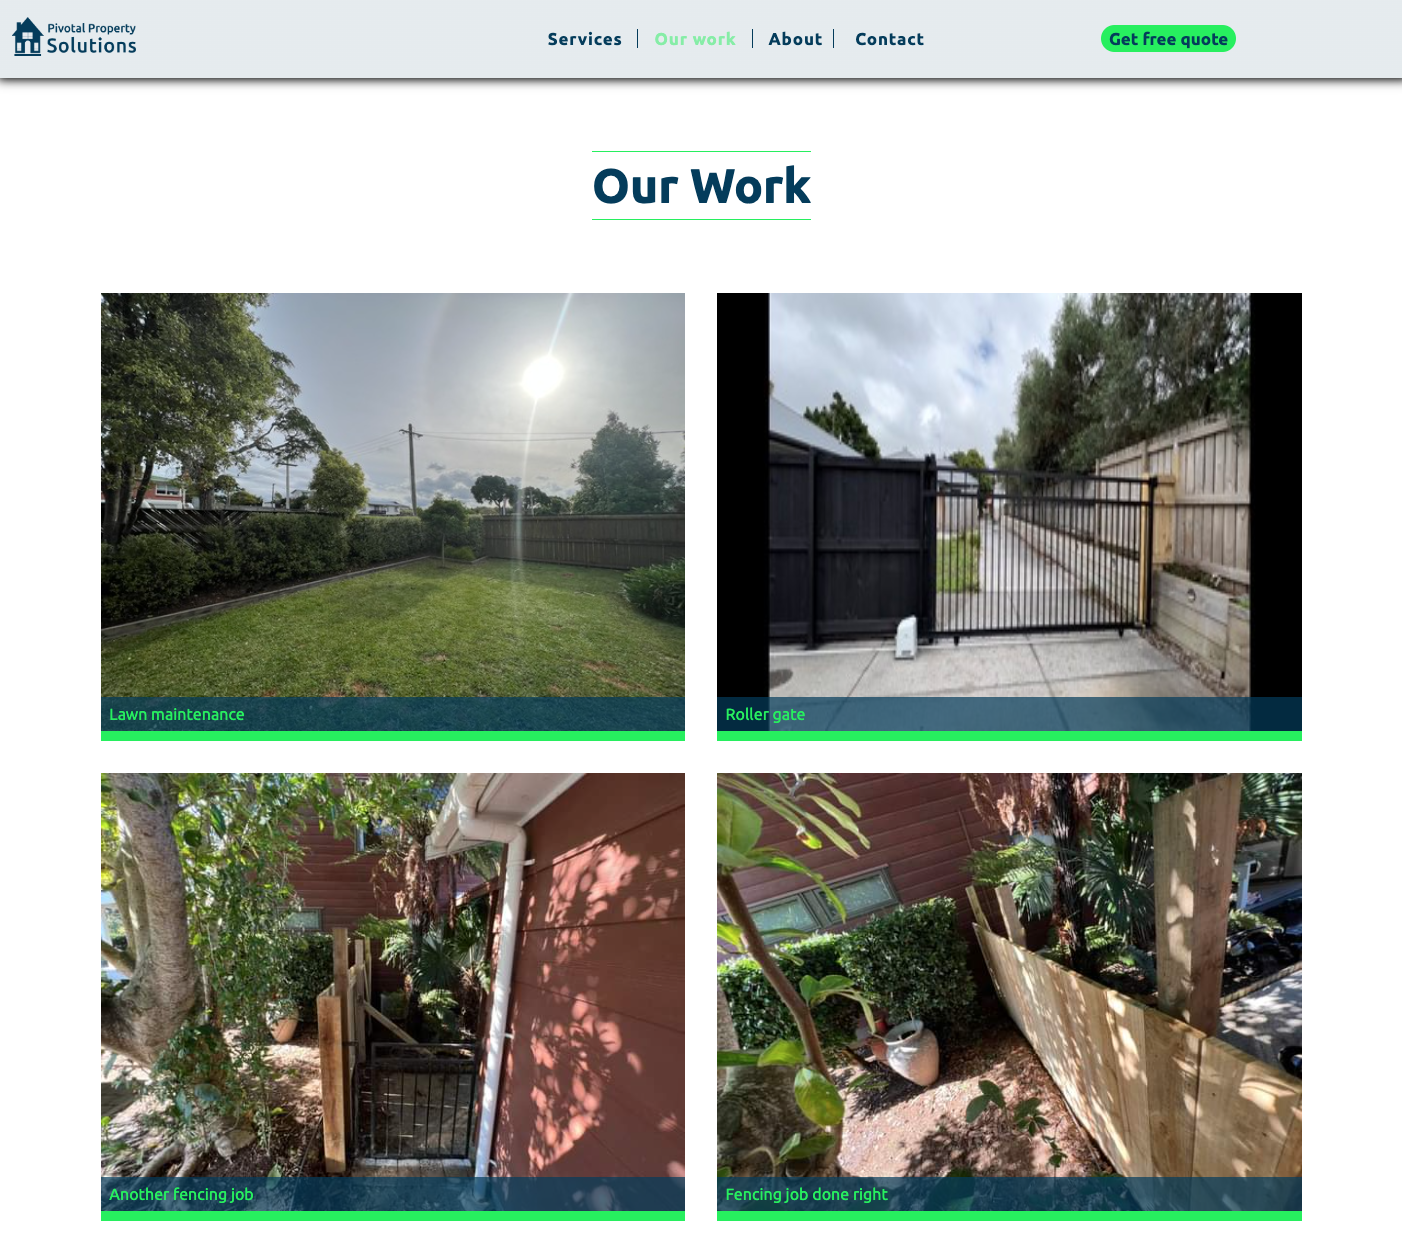 Pivotal Property
Solutions
Services
Our work
About
Contact
Get free quote
Our Work
Lawn maintenance
Roller gate
Another fencing job
Fencing job done right